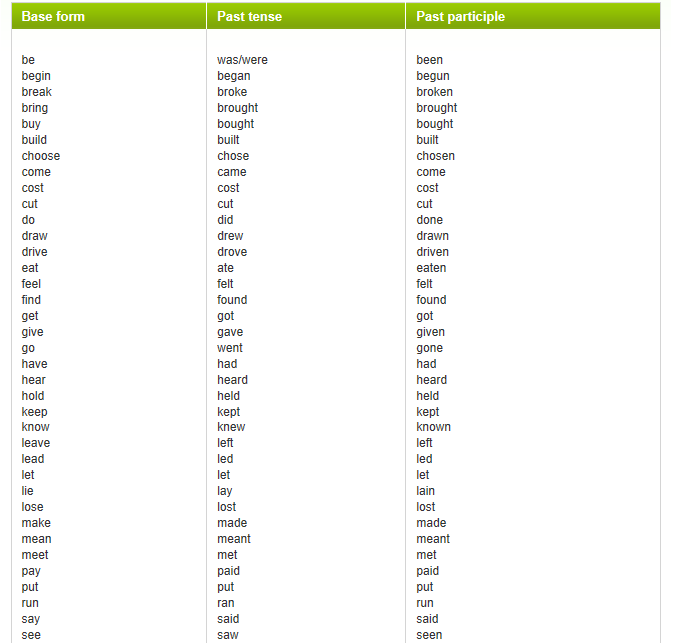 Base form Past tense Past participle
be was/were been
begin began begun
break broke broken
bring brought brought
buy bought bought
build built built
choose chose chosen
come came come
cost cost cost
cut cut cut
do did done
draw drew drawn
drive drove driven
eat ate eaten
feel felt felt
find found found
get got got
give gave given
go went gone
have had had
hear heard heard
hold held held
keep kept kept
know knew known
leave left left
lead led led
let let let
lie lay lain
lose lost lost
make made made
mean meant meant
meet met met
pay paid paid
put put put
run ran run
say said said
see saw seen